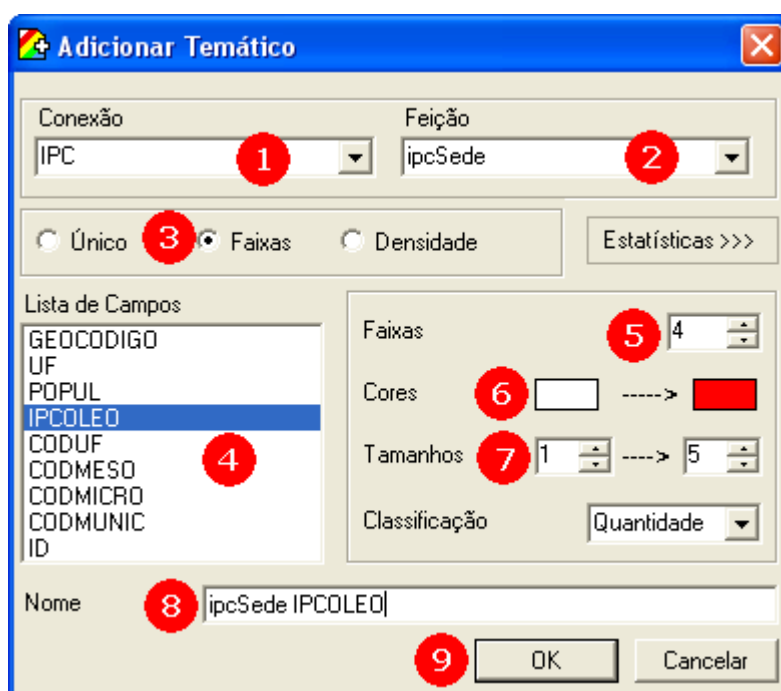 Adicionar Temático
Conexão Feição
IPC 1 ipcSede 2
Único 3 Faixas Densidade Estatísticas >>>
Lista de Campos
GEOCODIGO
UF
POPUL
IPCOLEO
CODUF
CODMESO
CODMICRO
CODMUNIC
ID
4
Faixas 5 4
Cores 6 ----->
Tamanhos 7 1 ----> 5
Classificação Quantidade
Nome 8 ipcSede IPCOLEO
9 OK Cancelar